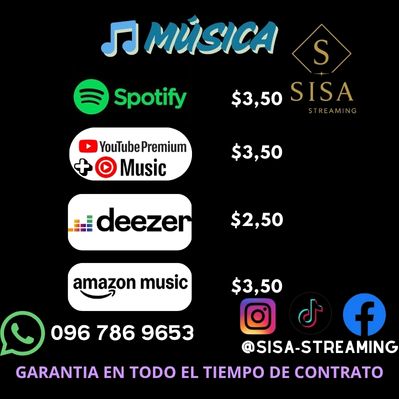 MÚSICA
S
SISA
STREAMING
Spotify
$3,50
YouTube Premium
+ Music
$3,50
deezer
$2,50
amazon music
$3,50
096 786 9653
@SISA-STREAMING
GARANTIA EN TODO EL TIEMPO DE CONTRATO